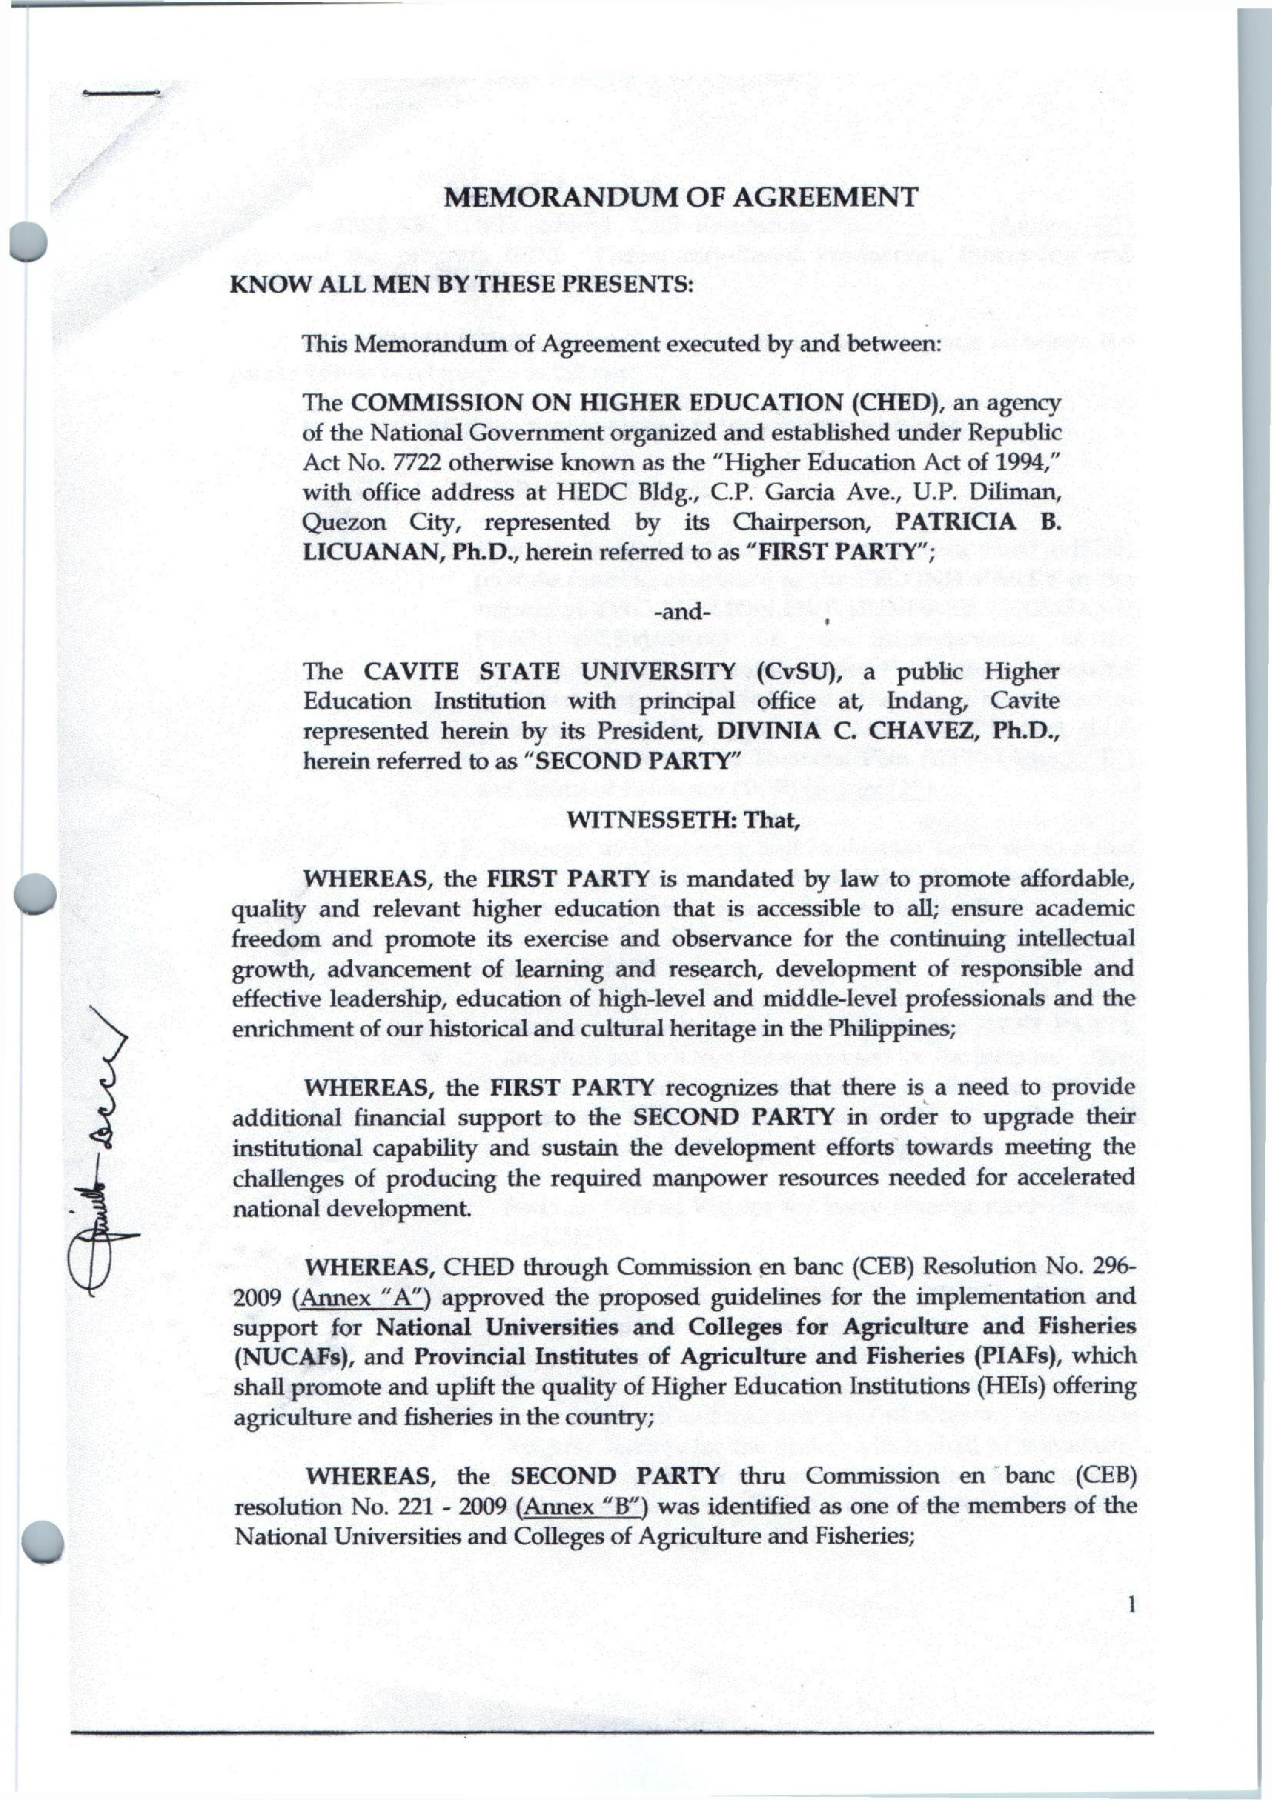 MEMORANDUM OF AGREEMENT
KNOW ALL MEN BY THESE PRESENTS:
This Memorandum of Agreement executed by and between:
The COMMISSION ON HIGHER EDUCATION (CHED), an agency
of the National Government organized and established under Republic
Act No. 7722 otherwise known as the "Higher Education Act of 1994,"
with office address at HEDC Bldg., C.P. Garcia Ave., U.P. Diliman,
Quezon City, represented by its Chairperson, PATRICIA B.
LICUANAN, Ph.D., herein referred to as "FIRST PARTY";
-and-
The CAVITE STATE UNIVERSITY (CvSU), a public Higher
Education Institution with principal office at, Indang, Cavite
represented herein by its President, DIVINIA C. CHAVEZ, Ph.D.,
herein referred to as "SECOND PARTY"
WITNESSETH: That,
WHEREAS, the FIRST PARTY is mandated by law to promote affordable,
quality and relevant higher education that is accessible to all; ensure academic
freedom and promote its exercise and observance for the continuing intellectual
growth, advancement of learning and research, development of responsible and
effective leadership, education of high-level and middle-level professionals and the
enrichment of our historical and cultural heritage in the Philippines;
WHEREAS, the FIRST PARTY recognizes that there is a need to provide
additional financial support to the SECOND PARTY in order to upgrade their
institutional capability and sustain the development efforts towards meeting the
challenges of producing the required manpower resources needed for accelerated
national development.
WHEREAS, CHED through Commission en banc (CEB) Resolution No. 296-
2009 (Annex "A") approved the proposed guidelines for the implementation and
support for National Universities and Colleges for Agriculture and Fisheries
(NUCAFs), and Provincial Institutes of Agriculture and Fisheries (PIAFs), which
shall promote and uplift the quality of Higher Education Institutions (HEIs) offering
agriculture and fisheries in the country;
WHEREAS, the SECOND PARTY thru Commission en banc (CEB)
resolution No. 221 - 2009 (Annex "B") was identified as one of the members of the
National Universities and Colleges of Agriculture and Fisheries;
1